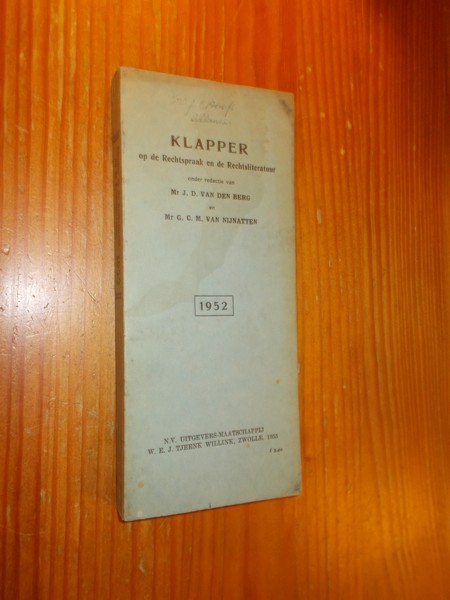 KLAPPER
op de Rechtspraak en de Rechtsliteratuur
onder redactie van
Mr J. D. VAN DEN BERG
en
Mr G. C. M. VAN NIJNATTEN
1952
N.V. UITGEVERS-MAATSCHAPPIJ
W. E. J. TJEENK WILLINK, ZWOLLE, 1952